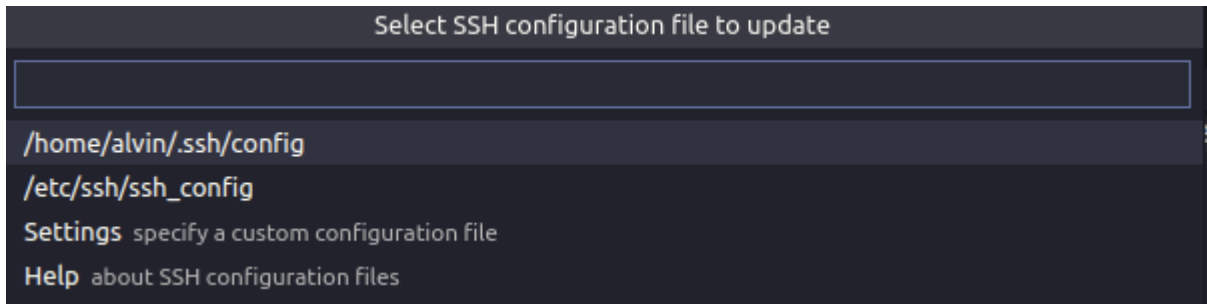 Select SSH configuration file to update
/home/alvin/.ssh/config
/etc/ssh/ssh_config
Settings specify a custom configuration file
Help about SSH configuration files